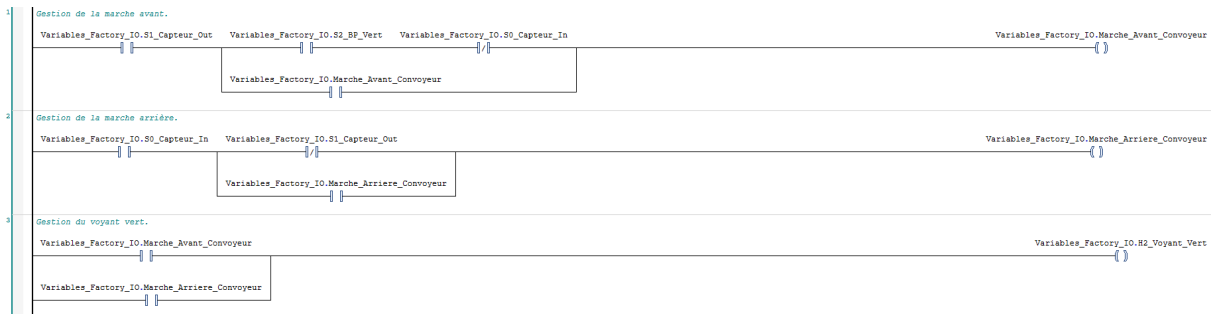 1
Gestion de la marche avant.
Variables_Factory_IO.S1_Capteur_Out Variables_Factory_IO.S2_BP_Vert Variables_Factory_IO.S0_Capteur_In Variables_Factory_IO.Marche_Avant_Convoyeur
Variables_Factory_IO.Marche_Avant_Convoyeur
2
Gestion de la marche arrière.
Variables_Factory_IO.S0_Capteur_In Variables_Factory_IO.S1_Capteur_Out Variables_Factory_IO.Marche_Arriere_Convoyeur
Variables_Factory_IO.Marche_Arriere_Convoyeur
3
Gestion du voyant vert.
Variables_Factory_IO.Marche_Avant_Convoyeur Variables_Factory_IO.H2_Voyant_Vert
Variables_Factory_IO.Marche_Arriere_Convoyeur